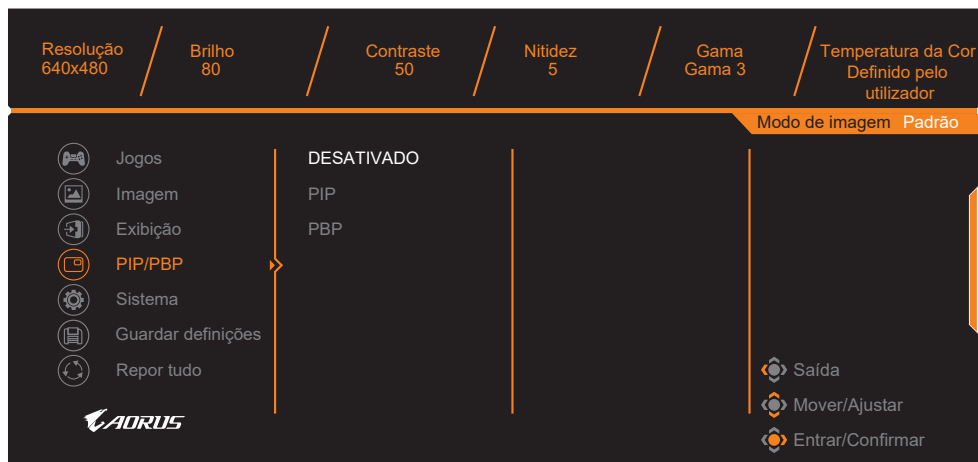 Resolução
640x480
Brilho
80
Contraste
50
Nitidez
5
Gama
Gama 3
Temperatura da Cor
Definido pelo
utilizador
Modo de imagem Padrão
Jogos
Imagem
Exibição
PIP/PBP
Sistema
Guardar definições
Repor tudo
DESATIVADO
PIP
PBP
Saída
Mover/Ajustar
Entrar/Confirmar
AORUS